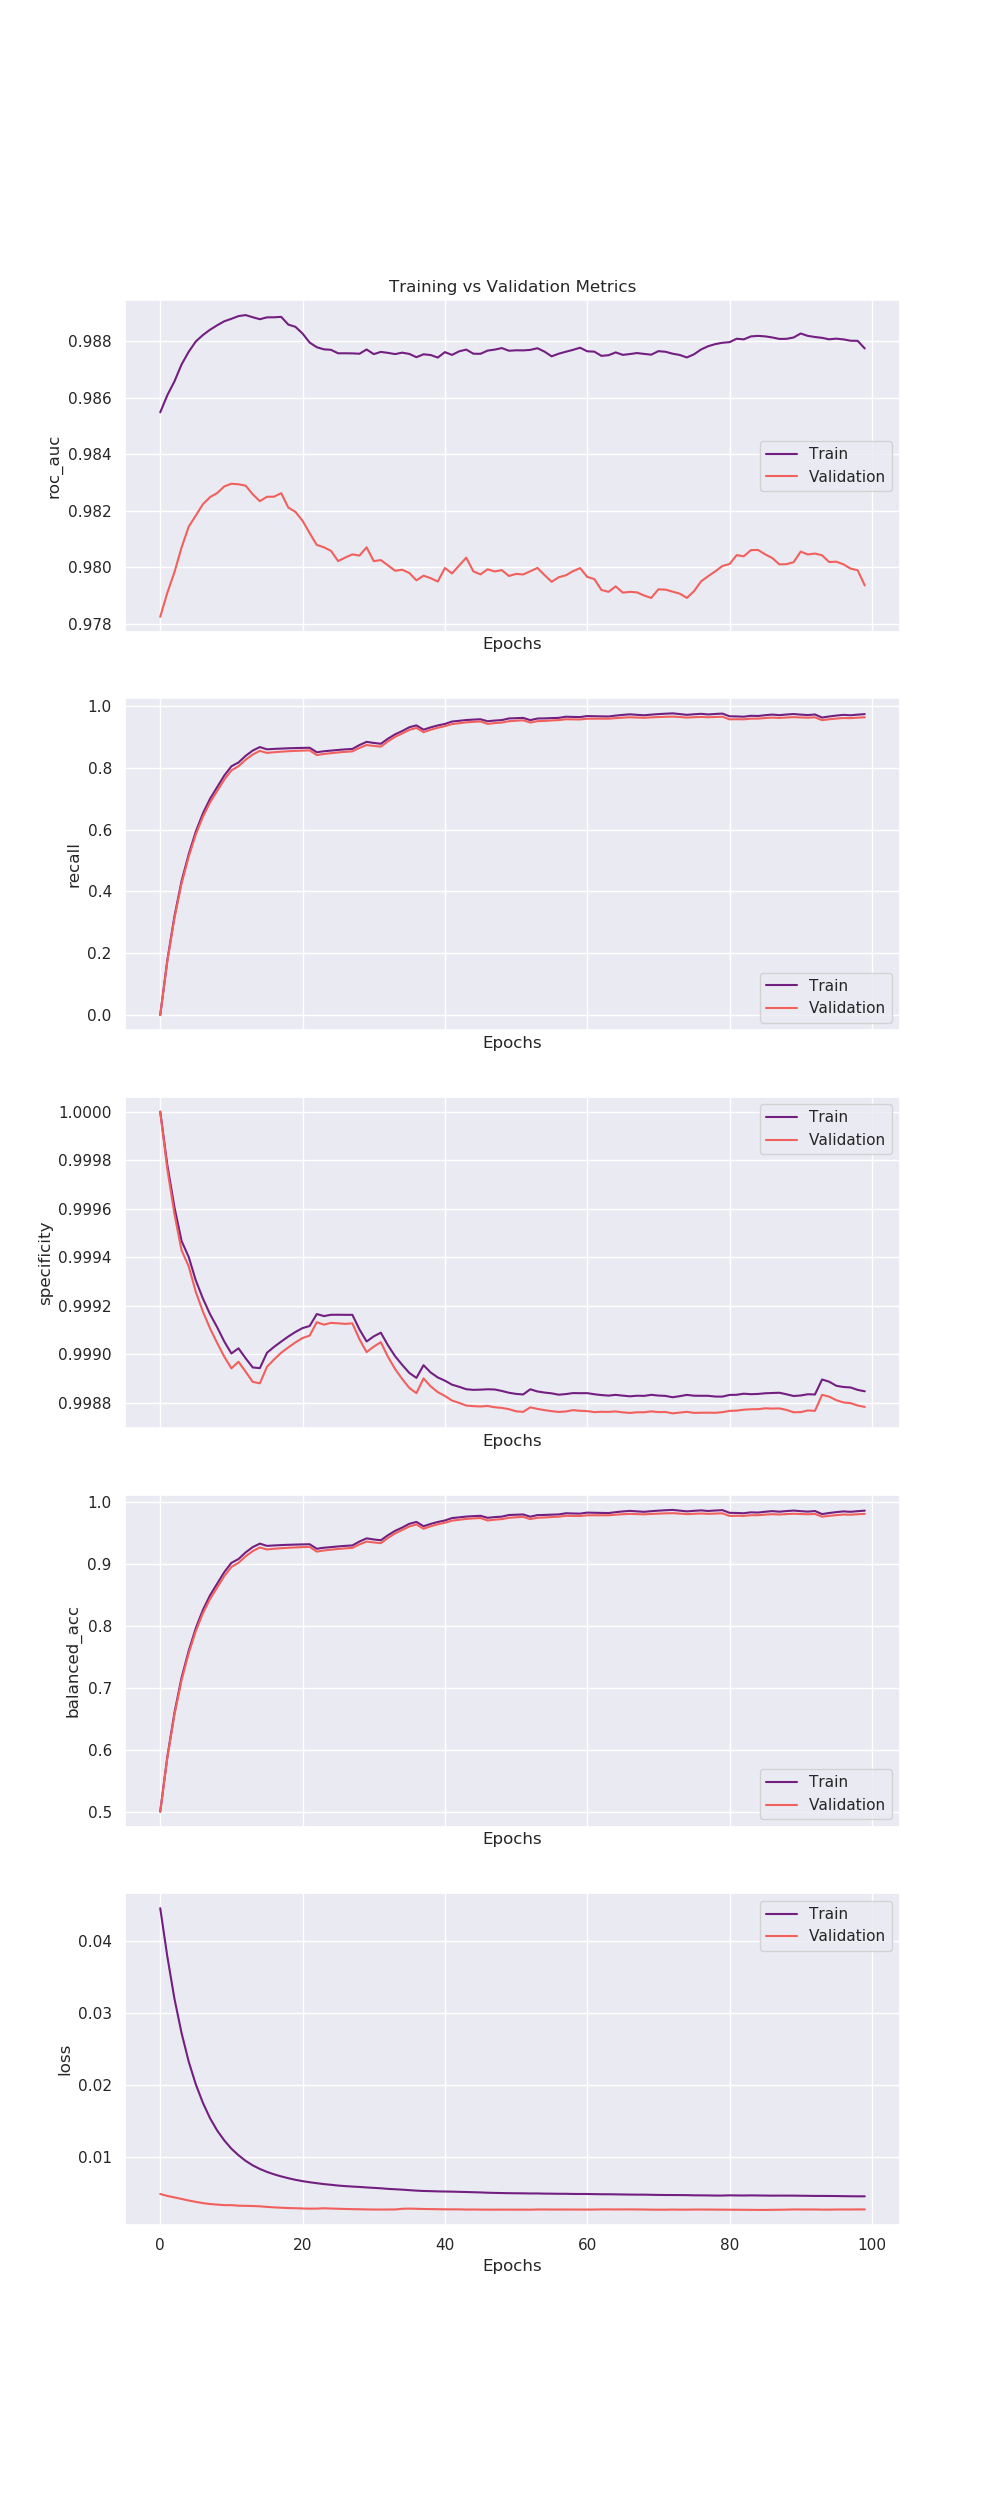 Training vs Validation Metrics
0.988
0.986
0.984
0.982
0.980
0.978
roc_auc
Train
Validation
Epochs
1.0
0.8
0.6
0.4
0.2
0.0
recall
Train
Validation
Epochs
1.0000
0.9998
0.9996
0.9994
0.9992
0.9990
0.9988
specificity
Train
Validation
Epochs
1.0
0.9
0.8
0.7
0.6
0.5
balanced_acc
Train
Validation
Epochs
0.04
0.03
0.02
0.01
loss
Train
Validation
0 20 40 60 80 100
Epochs